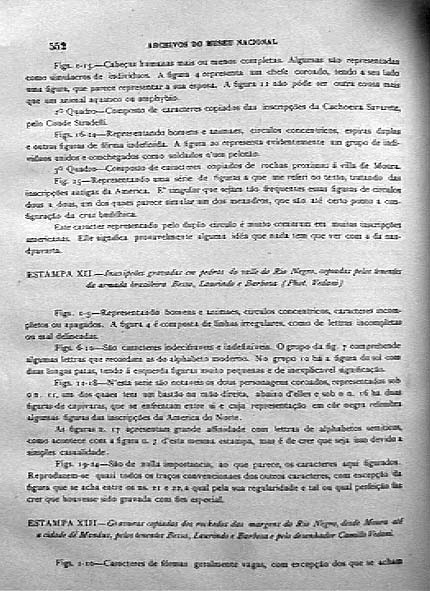 552 ARCHIVOS DO MUSEU NACIONAL
Figs. 1-15.—Cabeças humanas mais ou menos completas. Algumas são representadas
como simulacros de individuos. A figura 4 representa um chefe coroado, tendo a seu lado
uma figura, que parece representar a sua esposa. A figura 11 não póde ser outra cousa mais
que um animal aquatico ou amphybio.
2º Quadro—Composto de caracteres copiados das inscripções da Cachoeira Savarete,
pelo Conde Stradelli.
Figs. 16-24—Representando homens e animaes, circulos concentricos, espiras duplas
e outras figuras de fórma indefinida. A figura 20 representa evidentemente um grupo de indi-
viduos unidos e conchegados como soldados n'um pelotão.
3º Quadro—Composto de caracteres copiados de rochas proximas á villa de Moura.
Fig. 25—Representando uma série de figuras a que me referi no texto, tratando das
inscripções antigas da America. E' singular que sejam tão frequentes essas figuras de circulos
dous a dous, um dos quaes parece simular um dos meandros, que são até certo ponto a con-
figuração da cruz buddhica.
Este caracter representado pelo duplo circulo é muito commum em muitas inscripções
americanas. Elle significa provavelmente alguma idéa que nada tem que ver com a da
ESTAMPA XII—Inscripções gravadas em pedras do valle do Rio Negro, copiadas pelos tenentes
da armada brasileira Bessa, Laurindo e Barbosa (Phot. Vedani)
Figs. 1-5—Representando homens e animaes, circulos concentricos, caracteres incom-
pletos ou apagados. A figura 4 é composta de linhas irregulares, como de lettras incompletas
ou mal delineadas.
Figs. 6-10—São caracteres indecifraveis e indefiniveis. O grupo da fig. 7 comprehende
algumas lettras que recordam as do alphabeto moderno. No grupo 10 há a figura do sol com
duas longas patas, tendo á esquerda figuras muito pequenas e de inexplicavel significação.
Figs. 11-18—N'esta serie são notaveis os dous personagens coroados, representados sob
o n. 11, um dos quaes tem um bastão na mão direita, abaixo d'elles e sob o n. 16 ha duas
figuras de capivaras, que se enfrentam entre si e cuja representação em côr negra relembra
algumas figuras das inscripções da America do Norte.
As figuras n. 17 apresentam grande affinidade com lettras de alphabetos semiticos,
como acontece com a figura n. 7 d'esta mesma estampa, mas é de crer que seja isso devido a
simples casualidade.
Figs. 19-24—São de nulla importancia, ao que parece, os caracteres aqui figurados.
Reproduzem-se quasi todos os traços convencionaes dos outros caracteres, com excepção da
figura que se acha entre os ns. 21 e 22, a qual pela sua regularidade e tal ou qual perfeição faz
crer que houvesse sido gravada com fim especial.
ESTAMPA XIII—Gravuras copiadas dos rochedos das margens do Rio Negro, desde Moura até
a cidade de Manáos, pelos tenentes Bessa, Laurindo e Barbosa e pelo desenhador Camillo Vedani.
Figs. 1-10—Caracteres de fórmas geralmente vagas, com excepção dos que se acham